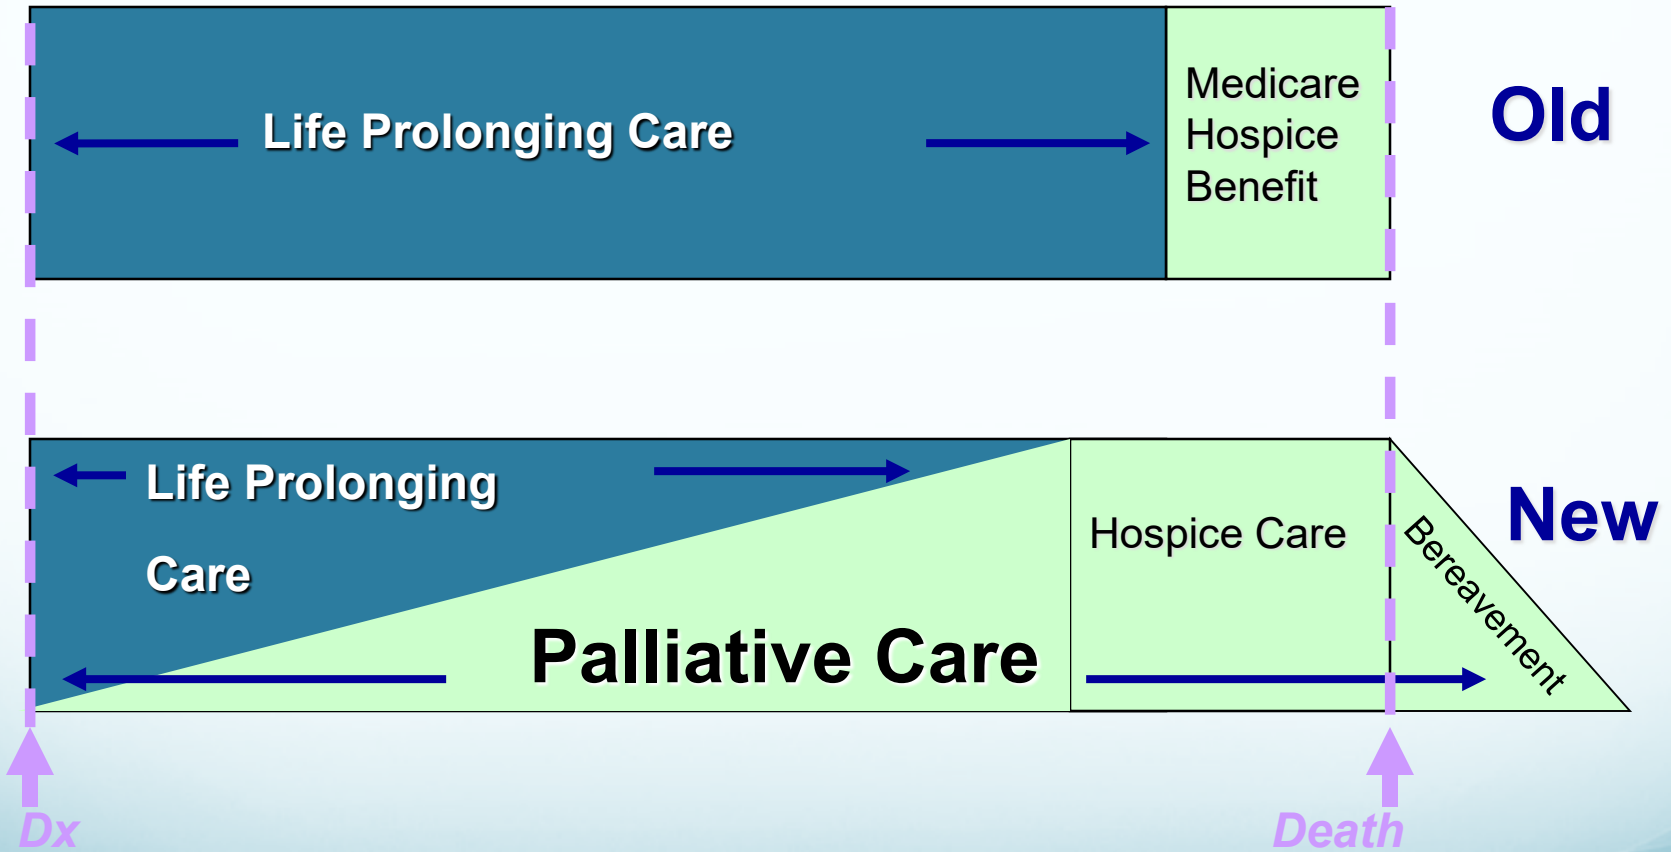 Life Prolonging Care
Medicare
Hospice
Benefit
Old
Life Prolonging
Care
Hospice Care
Bereavement
New
Palliative Care
Dx
Death